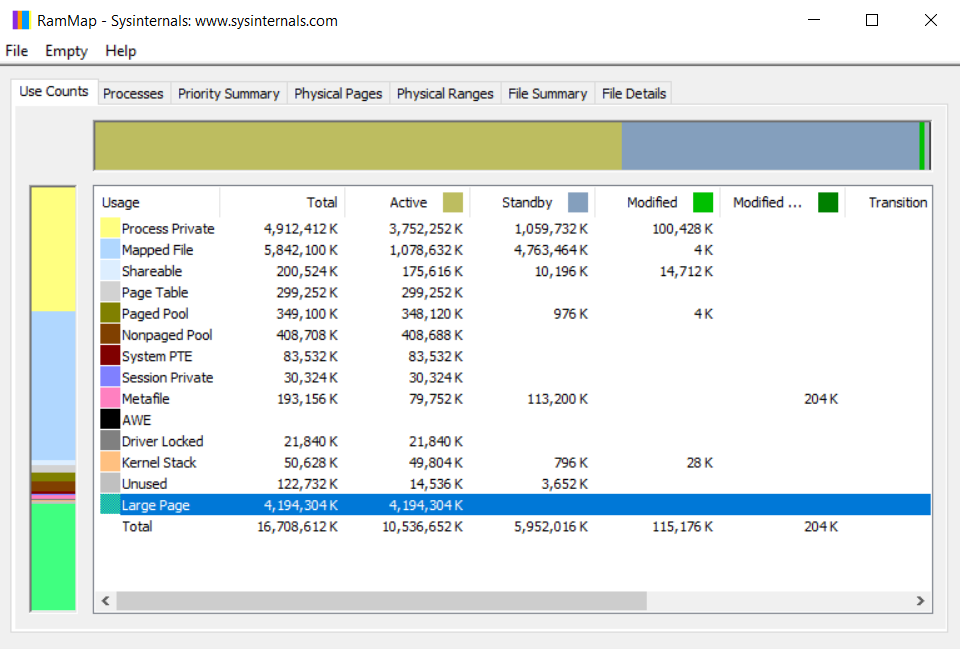 RamMap - Sysinternals: www.sysinternals.com
File Empty Help
Use Counts Processes Priority Summary Physical Pages Physical Ranges File Summary File Details
Usage Total Active Standby Modified Modified ... Transition
Process Private 4,912,412 K 3,752,252 K 1,059,732 K 100,428 K
Mapped File 5,842,100 K 1,078,632 K 4,763,464 K 4 K
Shareable 200,524 K 175,616 K 10,196 K 14,712 K
Page Table 299,252 K 299,252 K
Paged Pool 349,100 K 348,120 K 976 K 4 K
Nonpaged Pool 408,708 K 408,688 K
System PTE 83,532 K 83,532 K
Session Private 30,324 K 30,324 K
Metafile 193,156 K 79,752 K 113,200 K 204 K
AWE
Driver Locked 21,840 K 21,840 K
Kernel Stack 50,628 K 49,804 K 796 K 28 K
Unused 122,732 K 14,536 K 3,652 K
Large Page 4,194,304 K 4,194,304 K
Total 16,708,612 K 10,536,652 K 5,952,016 K 115,176 K 204 K